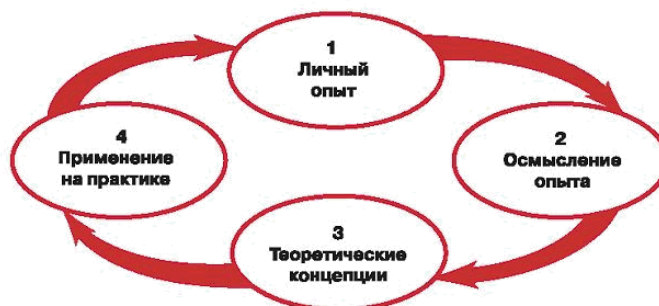 1
Личный
опыт
2
Осмысление
опыта
3
Теоретические
концепции
4
Применение
на практике